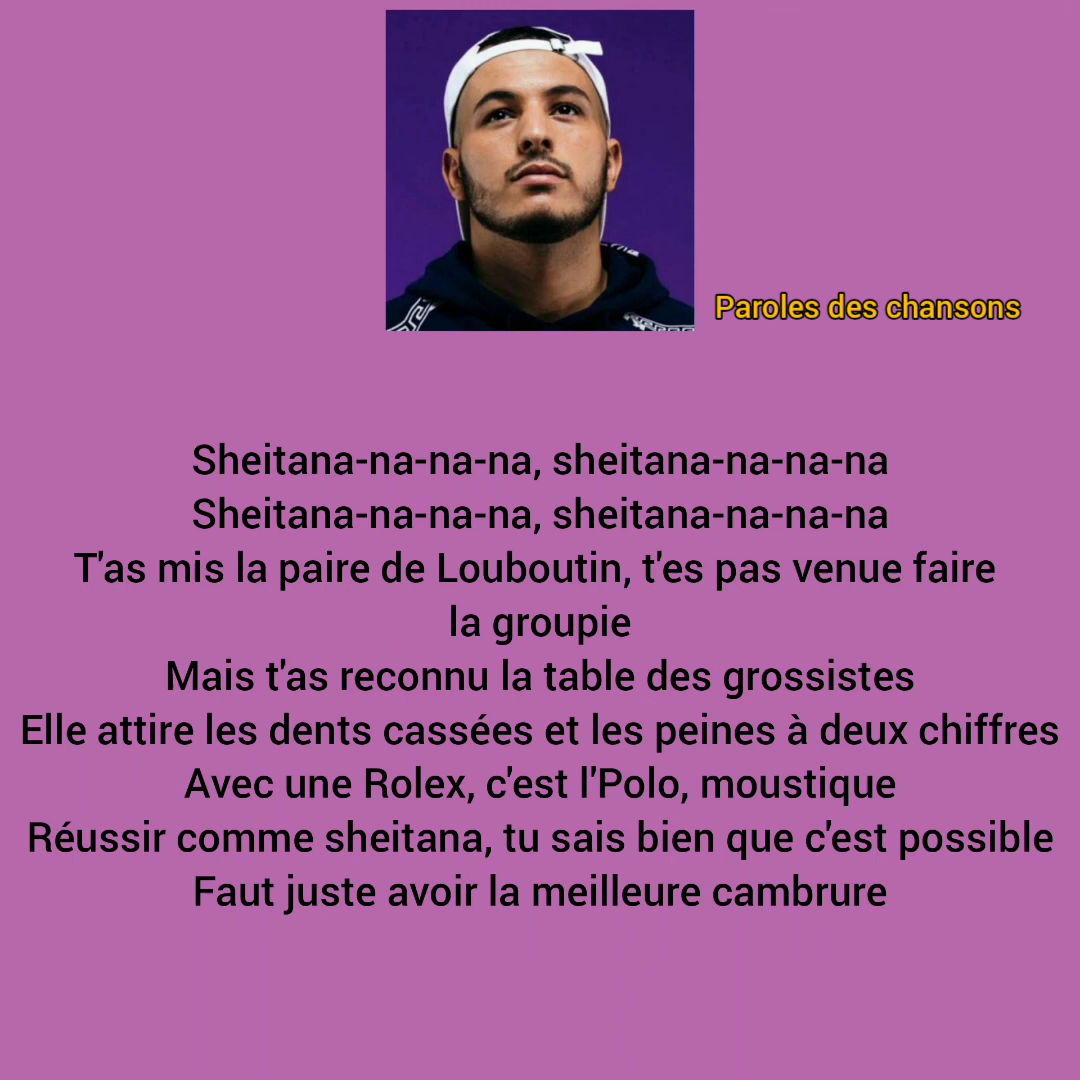 Paroles des chansons
Sheitana-na-na-na, sheitana-na-na-na
Sheitana-na-na-na, sheitana-na-na-na
T'as mis la paire de Louboutin, t'es pas venue faire
la groupie
Mais t'as reconnu la table des grossistes
Elle attire les dents cassées et les peines à deux chiffres
Avec une Rolex, c'est l'Polo, moustique
Réussir comme sheitana, tu sais bien que c'est possible
Faut juste avoir la meilleure cambrure